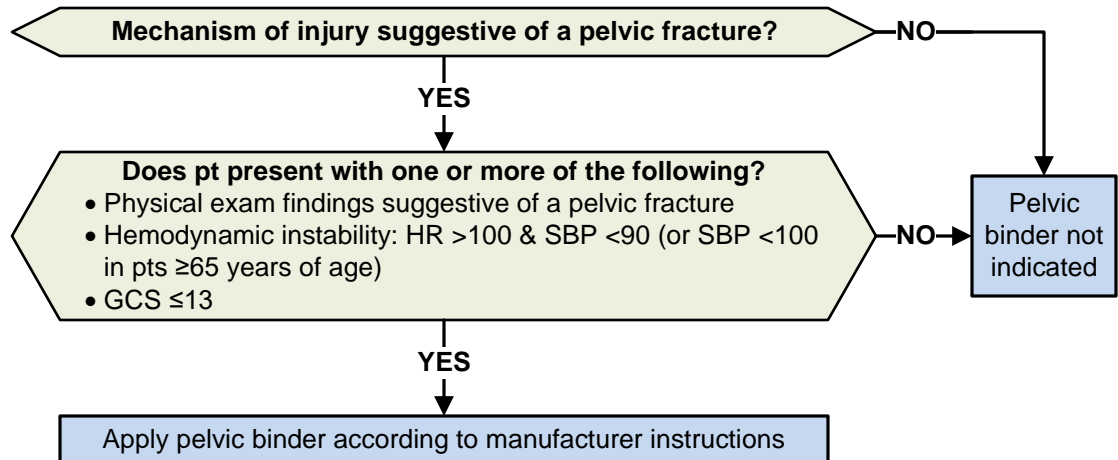 Mechanism of injury suggestive of a pelvic fracture?
NO
YES
Does pt present with one or more of the following?
• Physical exam findings suggestive of a pelvic fracture
• Hemodynamic instability: HR >100 & SBP <90 (or SBP <100
in pts ≥65 years of age)
• GCS ≤13
NO
Pelvic
binder not
indicated
YES
Apply pelvic binder according to manufacturer instructions